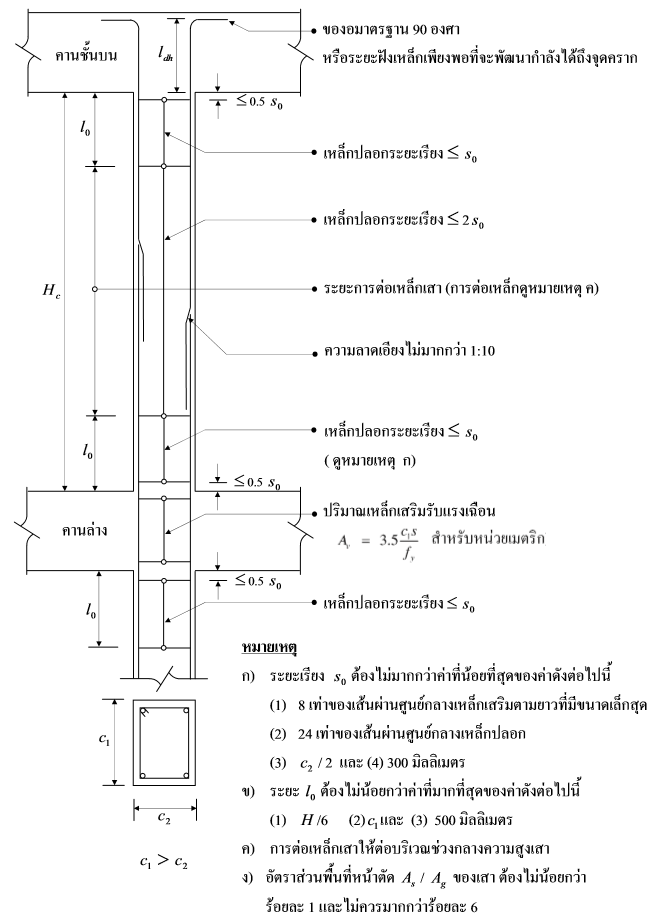 ของอมาตรฐาน 90 องศา
หรือระยะฝังเหล็กเพียงพอที่จะพัฒนากำลังได้ถึงจุดคราก
คานชั้นบน
l_dh
≤ 0.5 s₀
l₀
เหล็กปลอกระยะเรียง ≤ s₀
เหล็กปลอกระยะเรียง ≤ 2 s₀
H_c
ระยะการต่อเหล็กเสา (การต่อเหล็กดูหมายเหตุ ค)
ความลาดเอียงไม่มากกว่า 1:10
l₀
เหล็กปลอกระยะเรียง ≤ s₀
( ดูหมายเหตุ ก)
≤ 0.5 s₀
คานล่าง
ปริมาณเหล็กเสริมรับแรงเฉือน
A_v = 3.5 c₁s / f_y สำหรับหน่วยเมตริก
≤ 0.5 s₀
l₀
เหล็กปลอกระยะเรียง ≤ s₀
หมายเหตุ
ก) ระยะเรียง s₀ ต้องไม่มากกว่าค่าที่น้อยที่สุดของค่าดังต่อไปนี้
(1) 8 เท่าของเส้นผ่านศูนย์กลางเหล็กเสริมตามยาวที่มีขนาดเล็กสุด
(2) 24 เท่าของเส้นผ่านศูนย์กลางเหล็กปลอก
(3) c₂ / 2 และ (4) 300 มิลลิเมตร
ข) ระยะ l₀ ต้องไม่น้อยกว่าค่าที่มากที่สุดของค่าดังต่อไปนี้
(1) H /6 (2) c₁ และ (3) 500 มิลลิเมตร
ค) การต่อเหล็กเสาให้ต่อบริเวณช่วงกลางความสูงเสา
ง) อัตราส่วนพื้นที่หน้าตัด A_s / A_g ของเสา ต้องไม่น้อยกว่า
ร้อยละ 1 และไม่ควรมากกว่าร้อยละ 6
c₁
c₂
c₁ > c₂